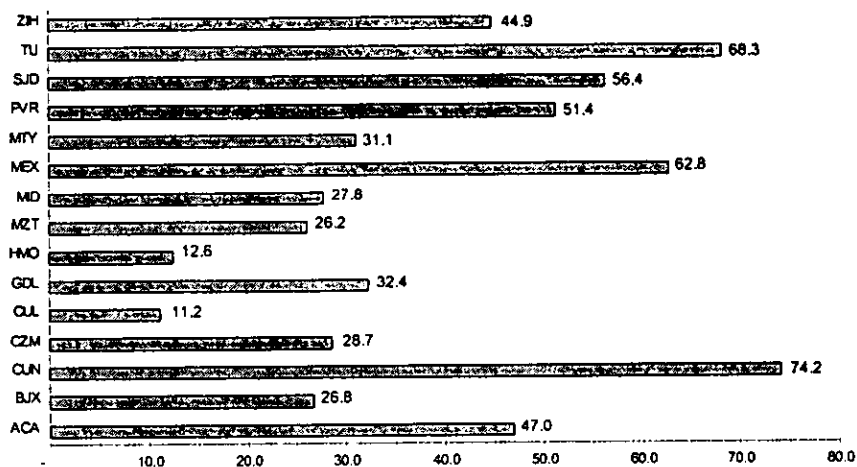 ZIH 44.9
TIJ 68.3
SJD 56.4
PVR 51.4
MTY 31.1
MEX 62.8
MID 27.8
MZT 26.2
HMO 12.6
GDL 32.4
CUL 11.2
CZM 28.7
CUN 74.2
BJX 26.8
ACA 47.0
- 10.0 20.0 30.0 40.0 50.0 60.0 70.0 80.0